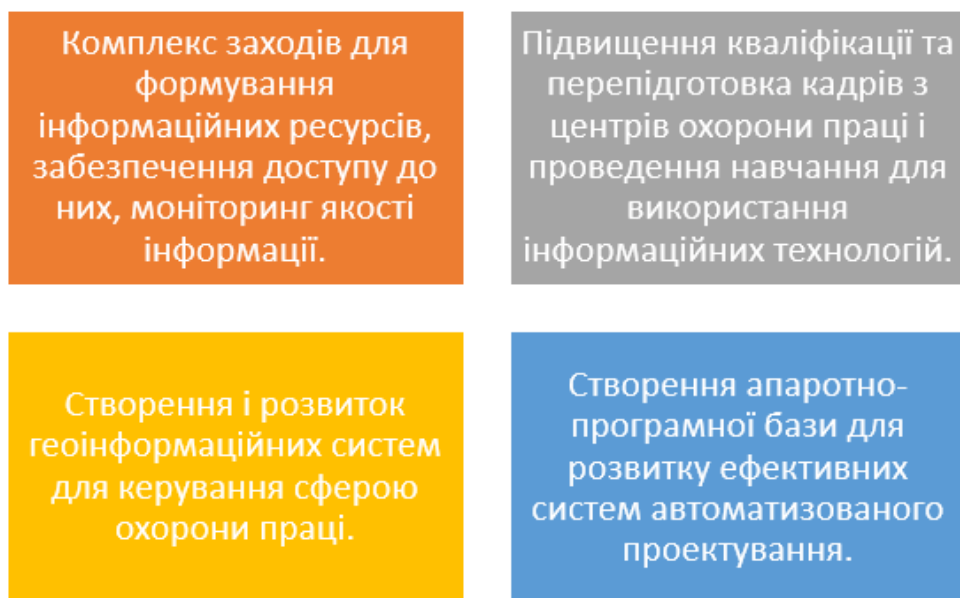 Комплекс заходів для
формування
інформаційних ресурсів,
забезпечення доступу до
них, моніторинг якості
інформації.
Підвищення кваліфікації та
перепідготовка кадрів з
центрів охорони праці і
проведення навчання для
використання
інформаційних технологій.
Створення і розвиток
геоінформаційних систем
для керування сферою
охорони праці.
Створення апаротно-
програмної бази для
розвитку ефективних
систем автоматизованого
проектування.